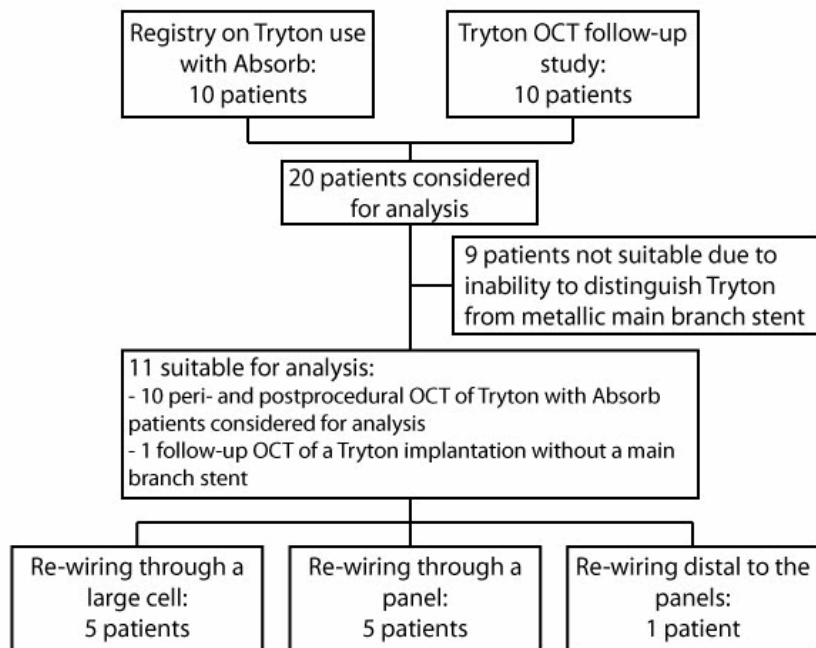 Registry on Tryton use
with Absorb:
10 patients
Tryton OCT follow-up
study:
10 patients
20 patients considered
for analysis
9 patients not suitable due to
inability to distinguish Tryton
from metallic main branch stent
11 suitable for analysis:
- 10 peri- and postprocedural OCT of Tryton with Absorb
patients considered for analysis
- 1 follow-up OCT of a Tryton implantation without a main
branch stent
Re-wiring through a
large cell:
5 patients
Re-wiring through a
panel:
5 patients
Re-wiring distal to the
panels:
1 patient